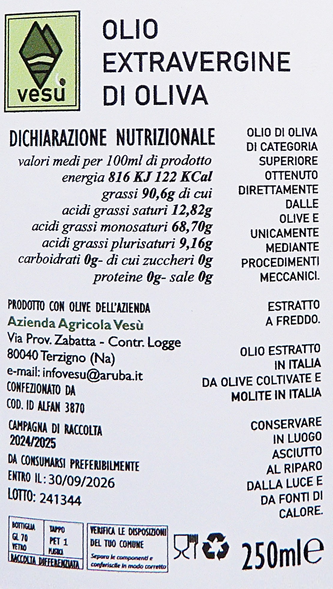 vesù
OLIO
EXTRAVERGINE
DI OLIVA
DICHIARAZIONE NUTRIZIONALE
valori medi per 100ml di prodotto
energia 816 KJ 122 KCal
grassi 90,6g di cui
acidi grassi saturi 12,82g
acidi grassi monosaturi 68,70g
acidi grassi plurisaturi 9,16g
carboidrati 0g- di cui zuccheri 0g
proteine 0g- sale 0g
OLIO DI OLIVA
DI CATEGORIA
SUPERIORE
OTTENUTO
DIRETTAMENTE
DALLE
OLIVE E
UNICAMENTE
MEDIANTE
PROCEDIMENTI
MECCANICI.
ESTRATTO
A FREDDO.
OLIO ESTRATTO
IN ITALIA
DA OLIVE COLTIVATE E
MOLITE IN ITALIA
CONSERVARE
IN LUOGO
ASCIUTTO
AL RIPARO
DALLA LUCE E
DA FONTI DI
CALORE.
PRODOTTO CON OLIVE DELL'AZIENDA
Azienda Agricola Vesù
Via Prov. Zabatta - Contr. Logge
80040 Terzigno (Na)
e-mail: infovesu@aruba.it
CONFEZIONATO DA
COD. ID ALFAN 3870
CAMPAGNA DI RACCOLTA
2024/2025
DA CONSUMARSI PREFERIBILMENTE
ENTRO IL: 30/09/2026
LOTTO: 241344
BOTTIGLIA
GL 70
VETRO
TAPPO
PET 1
PLASTICA
RACCOLTA DIFFERENZIATA
VERIFICA LE DISPOSIZIONI
DEL TUO COMUNE
Separa le componenti e
conferiscile in modo corretto
250ml e